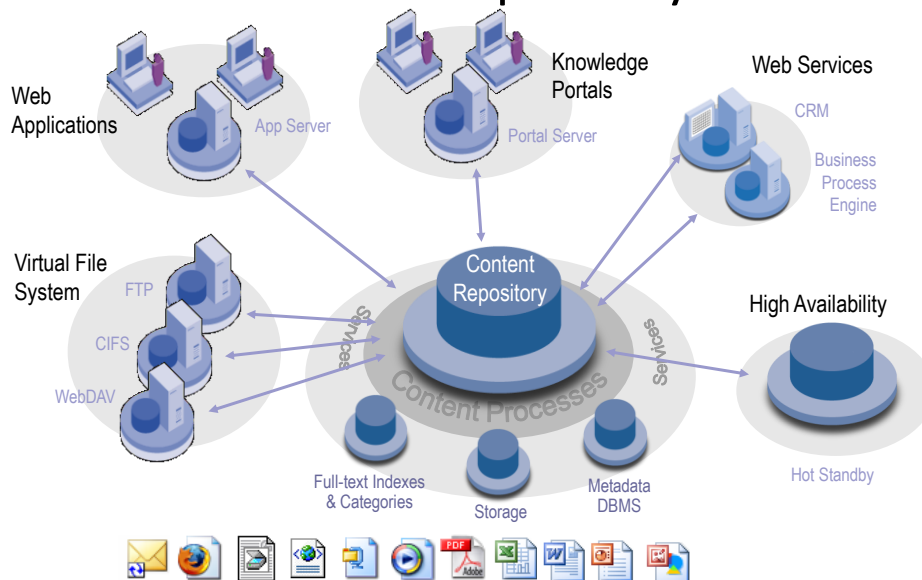 Web
Applications
App Server
Knowledge
Portals
Portal Server
Web Services
CRM
Business
Process
Engine
Virtual File
System
FTP
CIFS
WebDAV
Content
Repository
Services
Services
Content Processes
High Availability
Hot Standby
Full-text Indexes
& Categories
Storage
Metadata
DBMS
PDF
Adobe